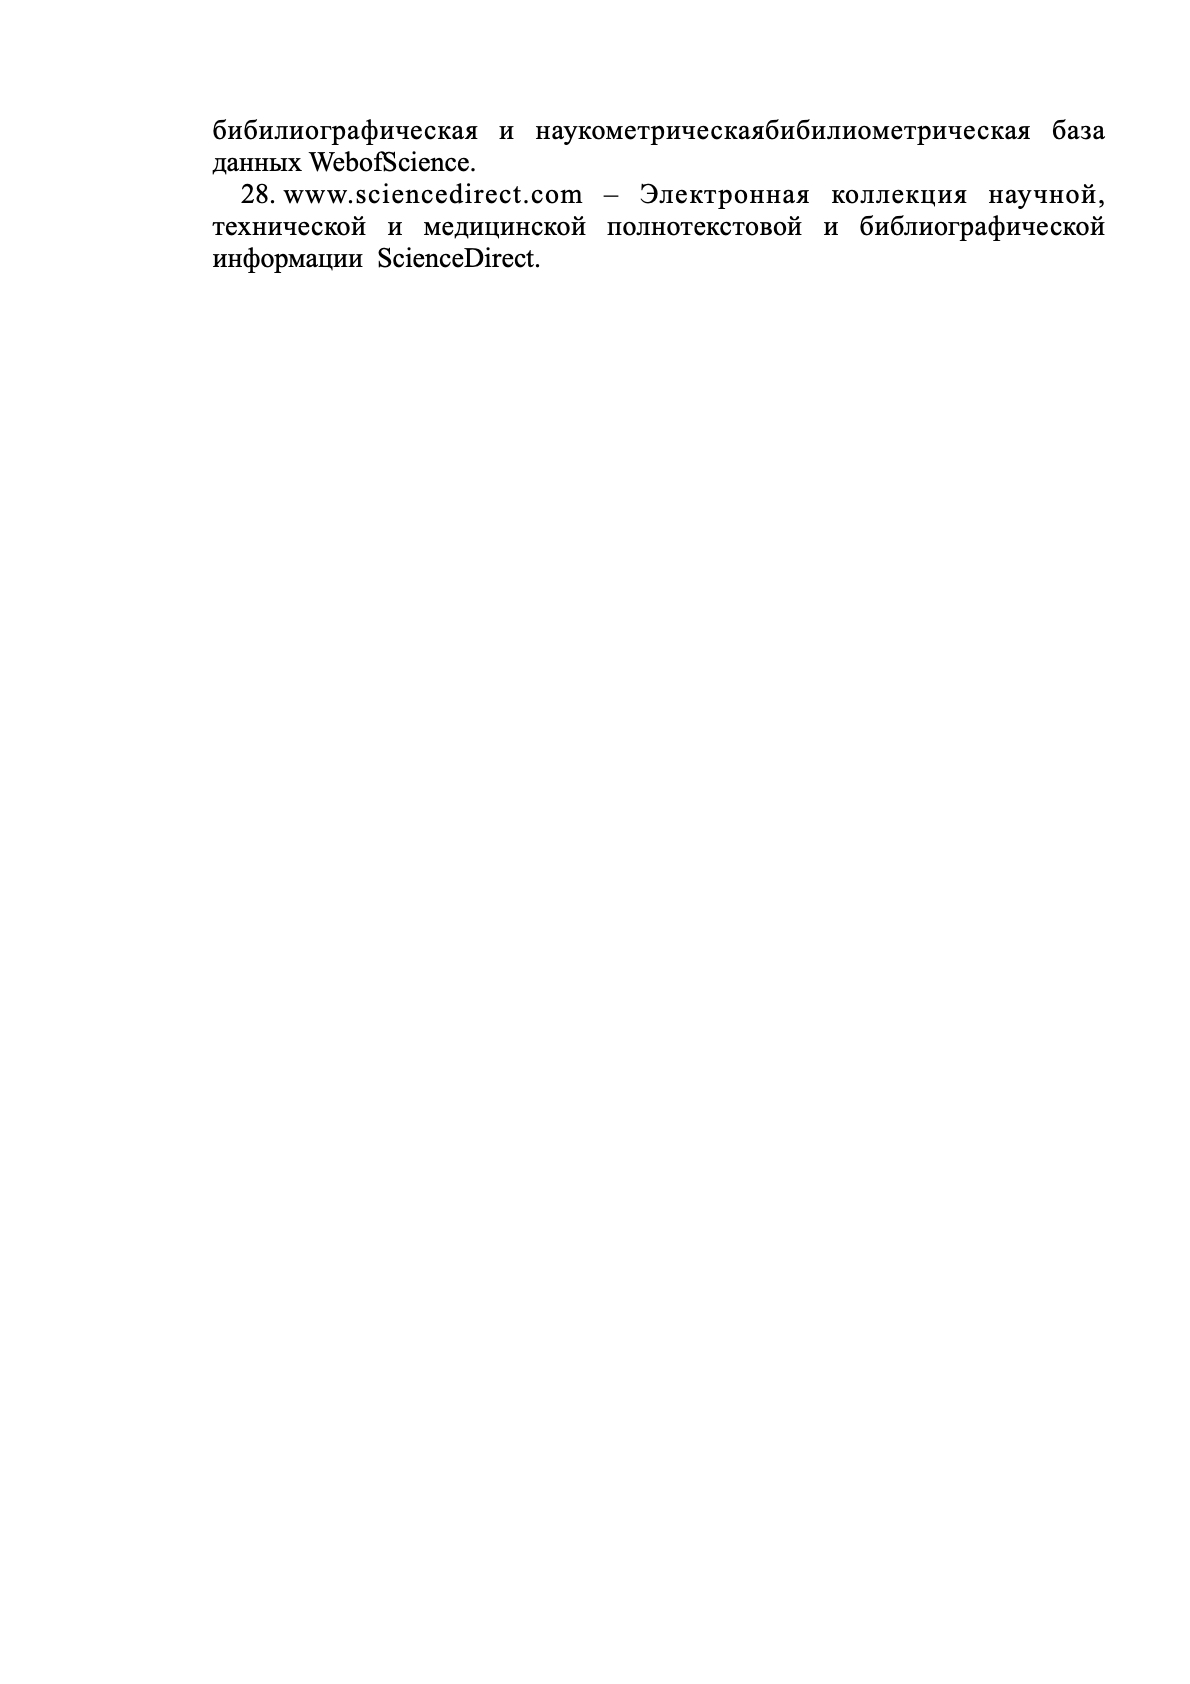 бибилиографическая и наукометрическаябибилиометрическая база
данных WebofScience.
28. www.sciencedirect.com – Электронная коллекция научной,
технической и медицинской полнотекстовой и библиографической
информации ScienceDirect.